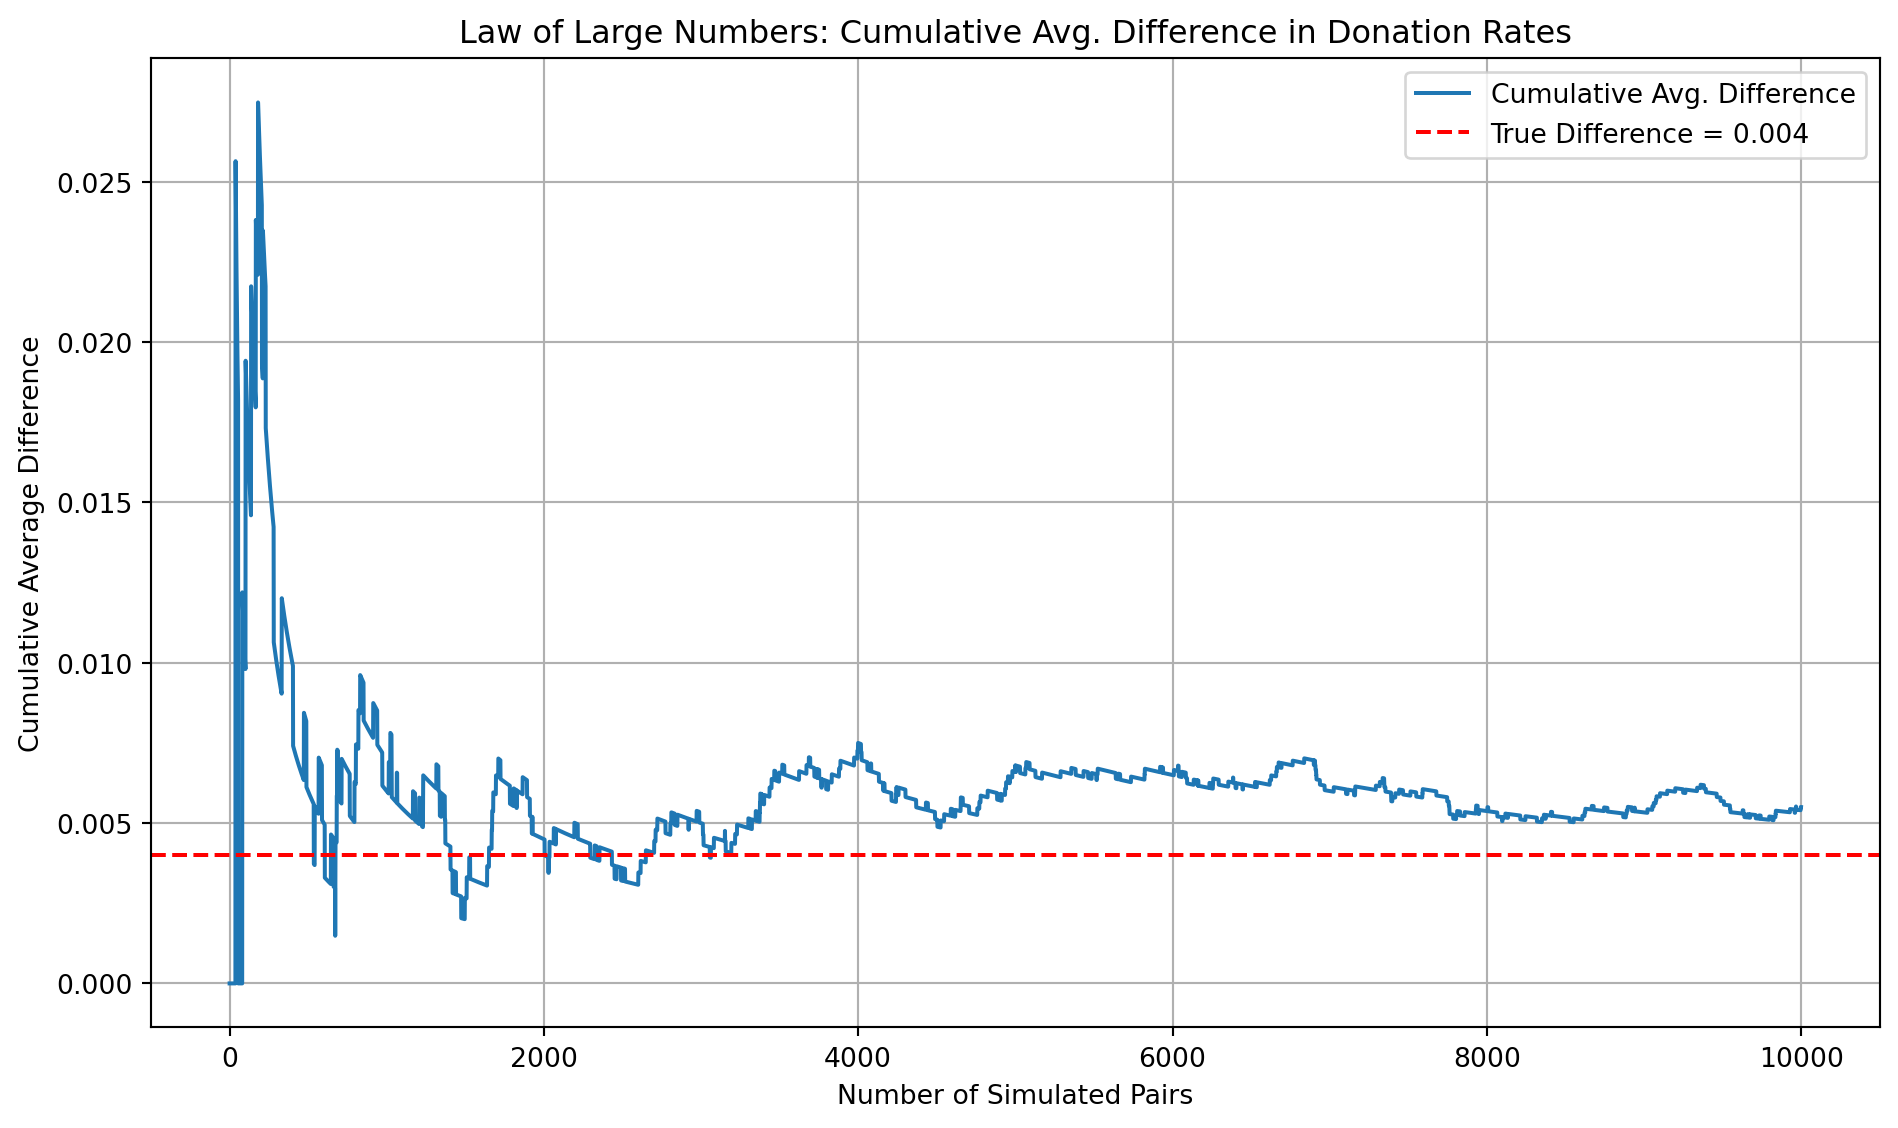 Law of Large Numbers: Cumulative Avg. Difference in Donation Rates
Cumulative Avg. Difference
True Difference = 0.004
Cumulative Average Difference
0.025
0.020
0.015
0.010
0.005
0.000
0 2000 4000 6000 8000 10000
Number of Simulated Pairs